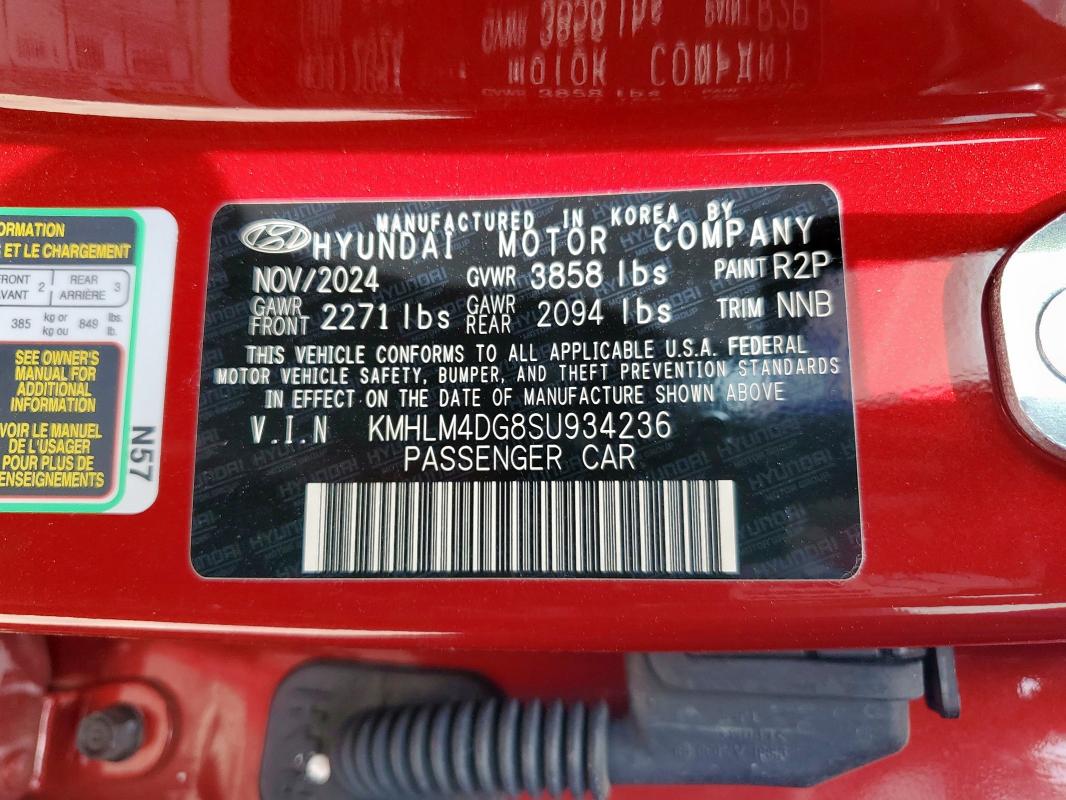 MANUFACTURED IN KOREA BY
HYUNDAI MOTOR COMPANY
NOV/2024 GVWR 3858 lbs PAINT R2P
GAWR FRONT 2271 lbs GAWR REAR 2094 lbs TRIM NNB
THIS VEHICLE CONFORMS TO ALL APPLICABLE U.S.A. FEDERAL
MOTOR VEHICLE SAFETY, BUMPER, AND THEFT PREVENTION STANDARDS
IN EFFECT ON THE DATE OF MANUFACTURE SHOWN ABOVE
V.I.N KMHLM4DG8SU934236
PASSENGER CAR
ET LE CHARGEMENT
2 REAR 3
ARRIÈRE
385 kg or 849 lbs.
kg ou lb.
SEE OWNER'S
MANUAL FOR
ADDITIONAL
INFORMATION
VOIR LE MANUEL
DE L'USAGER
POUR PLUS DE
N57